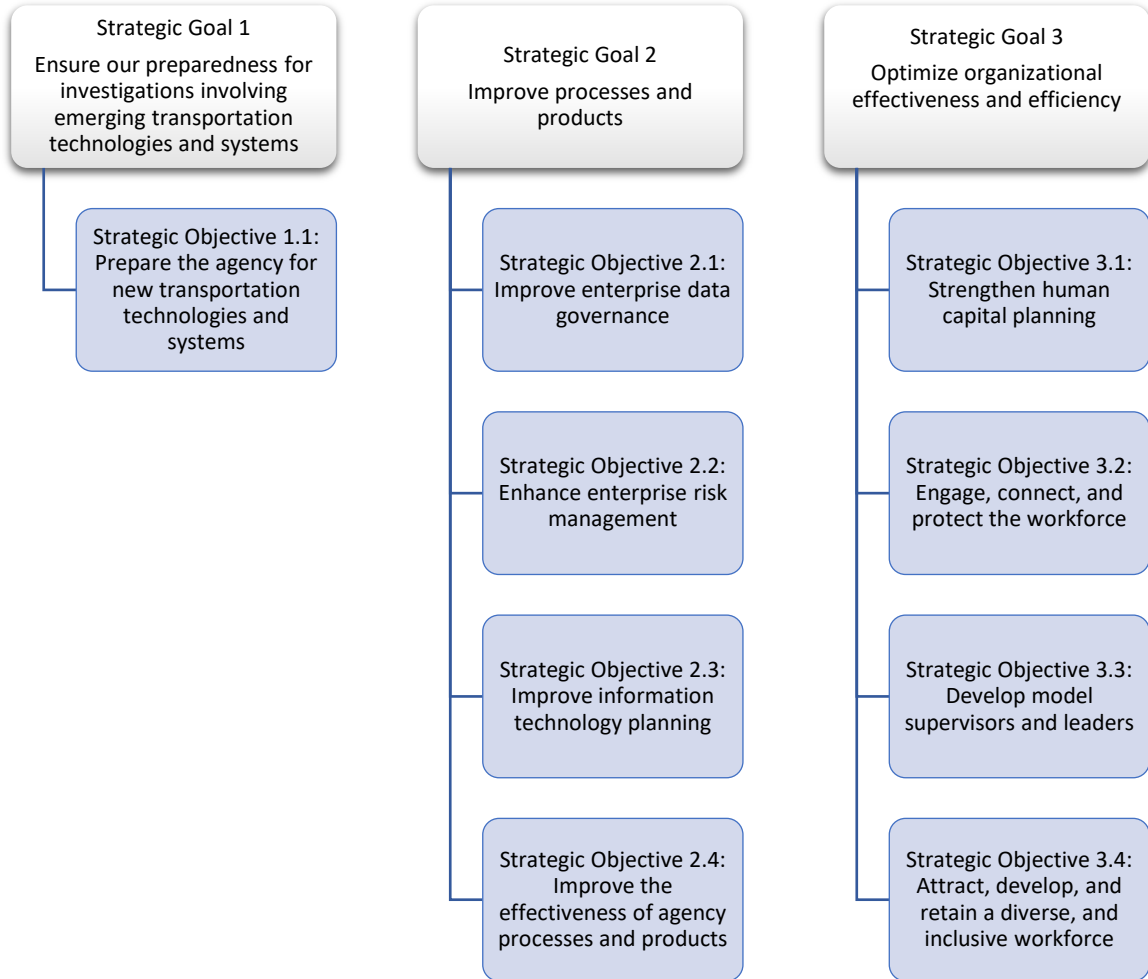 Strategic Goal 1
Ensure our preparedness for
investigations involving
emerging transportation
technologies and systems
Strategic Objective 1.1:
Prepare the agency for
new transportation
technologies and
systems
Strategic Goal 2
Improve processes and
products
Strategic Objective 2.1:
Improve enterprise data
governance
Strategic Objective 2.2:
Enhance enterprise risk
management
Strategic Objective 2.3:
Improve information
technology planning
Strategic Objective 2.4:
Improve the
effectiveness of agency
processes and products
Strategic Goal 3
Optimize organizational
effectiveness and efficiency
Strategic Objective 3.1:
Strengthen human
capital planning
Strategic Objective 3.2:
Engage, connect, and
protect the workforce
Strategic Objective 3.3:
Develop model
supervisors and leaders
Strategic Objective 3.4:
Attract, develop, and
retain a diverse, and
inclusive workforce